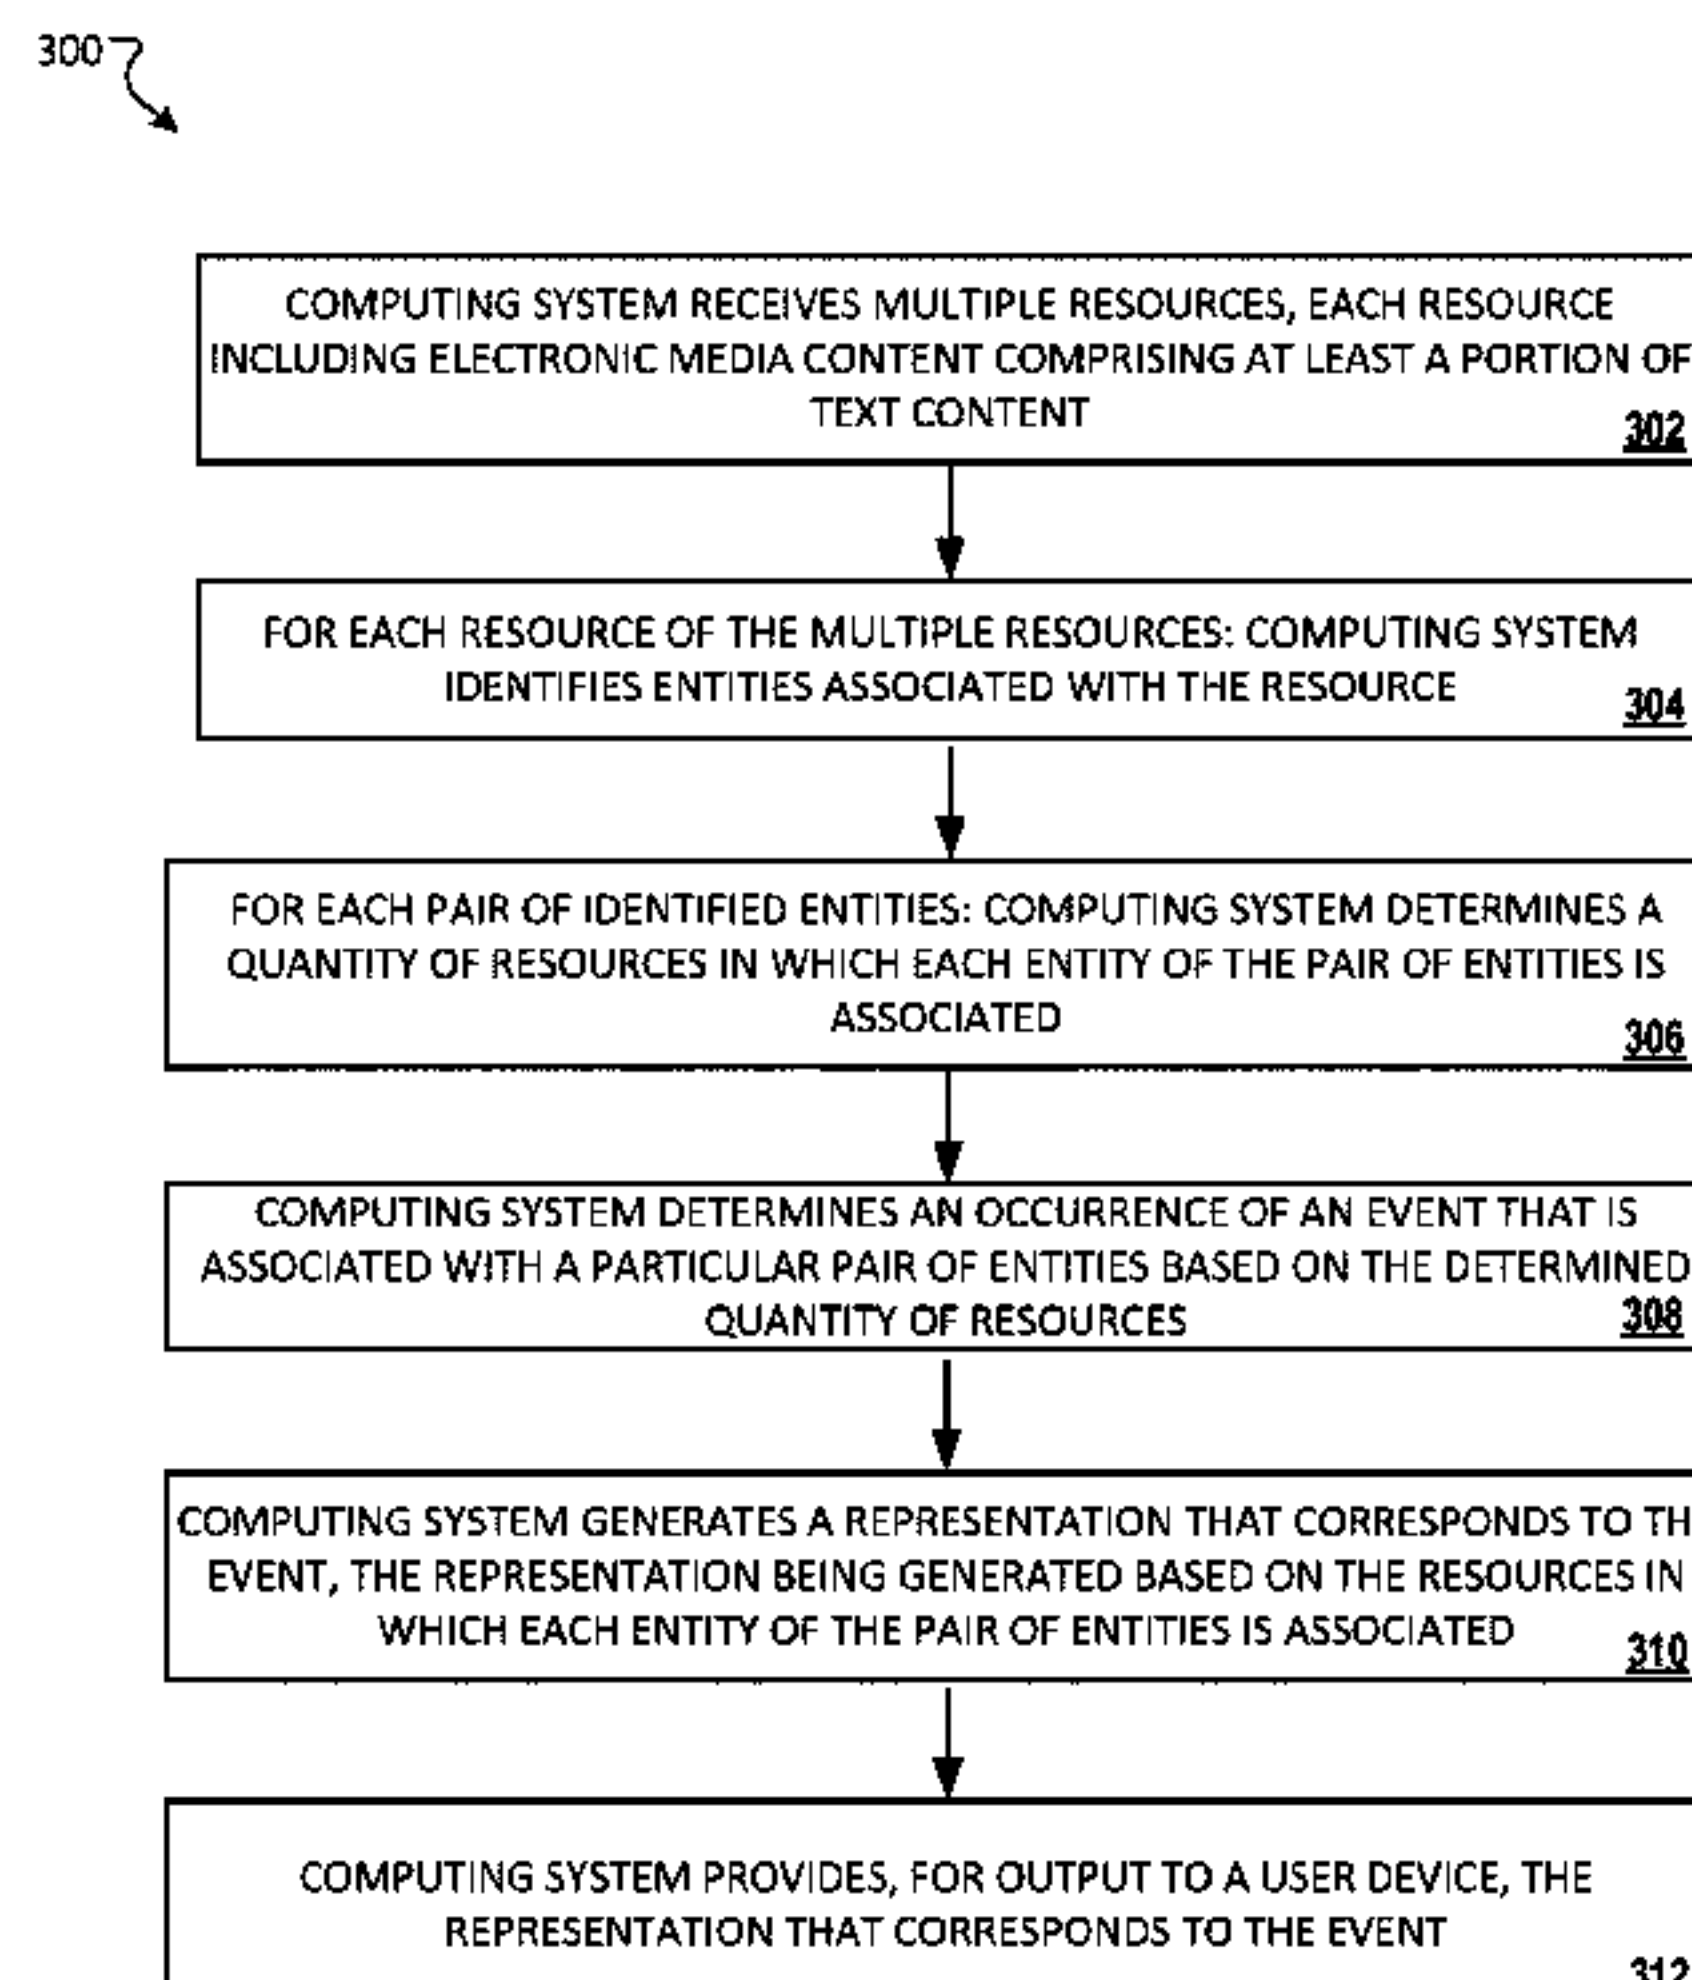 300
COMPUTING SYSTEM RECEIVES MULTIPLE RESOURCES, EACH RESOURCE
INCLUDING ELECTRONIC MEDIA CONTENT COMPRISING AT LEAST A PORTION OF
TEXT CONTENT
302
FOR EACH RESOURCE OF THE MULTIPLE RESOURCES: COMPUTING SYSTEM
IDENTIFIES ENTITIES ASSOCIATED WITH THE RESOURCE
304
FOR EACH PAIR OF IDENTIFIED ENTITIES: COMPUTING SYSTEM DETERMINES A
QUANTITY OF RESOURCES IN WHICH EACH ENTITY OF THE PAIR OF ENTITIES IS
ASSOCIATED
306
COMPUTING SYSTEM DETERMINES AN OCCURRENCE OF AN EVENT THAT IS
ASSOCIATED WITH A PARTICULAR PAIR OF ENTITIES BASED ON THE DETERMINED
QUANTITY OF RESOURCES
308
COMPUTING SYSTEM GENERATES A REPRESENTATION THAT CORRESPONDS TO TH
EVENT, THE REPRESENTATION BEING GENERATED BASED ON THE RESOURCES IN
WHICH EACH ENTITY OF THE PAIR OF ENTITIES IS ASSOCIATED
310
COMPUTING SYSTEM PROVIDES, FOR OUTPUT TO A USER DEVICE, THE
REPRESENTATION THAT CORRESPONDS TO THE EVENT
312